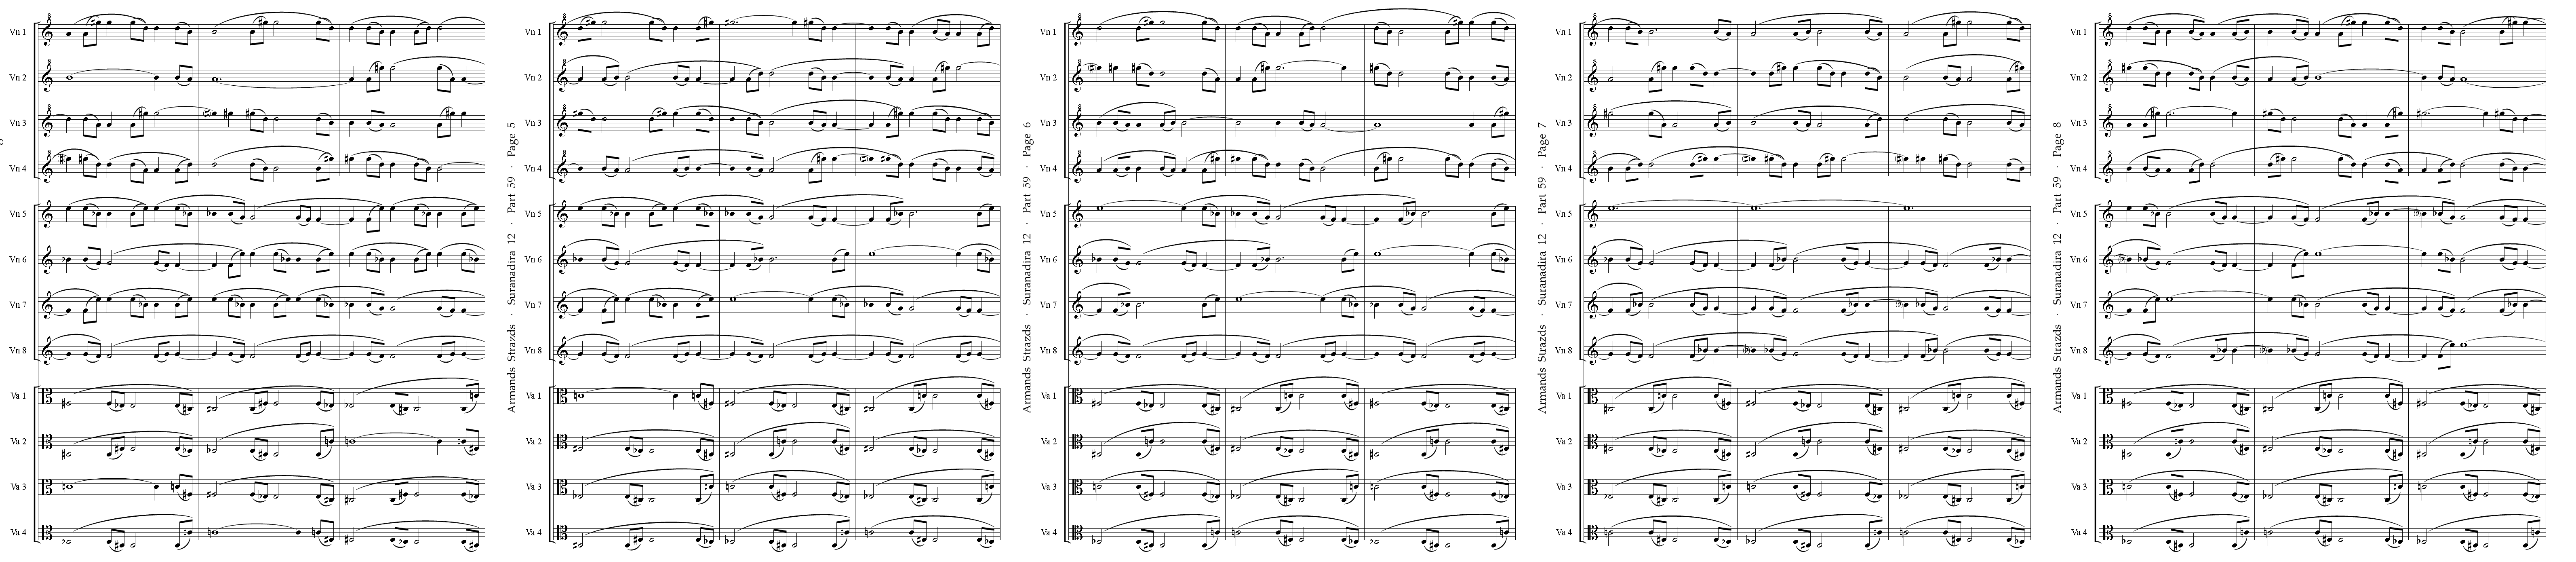 Vn 1
Vn 2
Vn 3
Vn 4
Vn 5
Vn 6
Vn 7
Vn 8
Va 1
Va 2
Va 3
Va 4
Armands Strazds · Suranadira 12 · Part 59 · Page 5
Vn 1
Vn 2
Vn 3
Vn 4
Vn 5
Vn 6
Vn 7
Vn 8
Va 1
Va 2
Va 3
Va 4
Armands Strazds · Suranadira 12 · Part 59 · Page 6
Vn 1
Vn 2
Vn 3
Vn 4
Vn 5
Vn 6
Vn 7
Vn 8
Va 1
Va 2
Va 3
Va 4
Armands Strazds · Suranadira 12 · Part 59 · Page 7
Vn 1
Vn 2
Vn 3
Vn 4
Vn 5
Vn 6
Vn 7
Vn 8
Va 1
Va 2
Va 3
Va 4
Armands Strazds · Suranadira 12 · Part 59 · Page 8
Vn 1
Vn 2
Vn 3
Vn 4
Vn 5
Vn 6
Vn 7
Vn 8
Va 1
Va 2
Va 3
Va 4